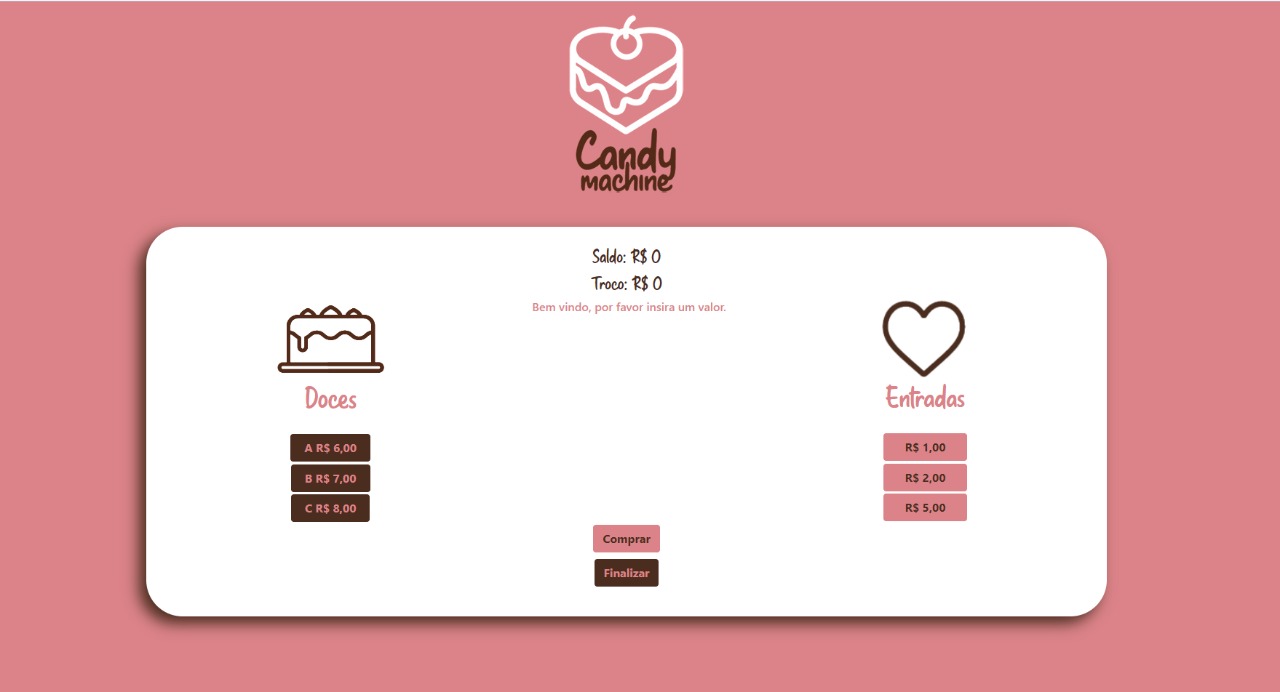 Candy
machine
Saldo: R$ 0
Troco: R$ 0
Bem vindo, por favor insira um valor.
Doces
A R$ 6,00
B R$ 7,00
C R$ 8,00
Entradas
R$ 1,00
R$ 2,00
R$ 5,00
Comprar
Finalizar